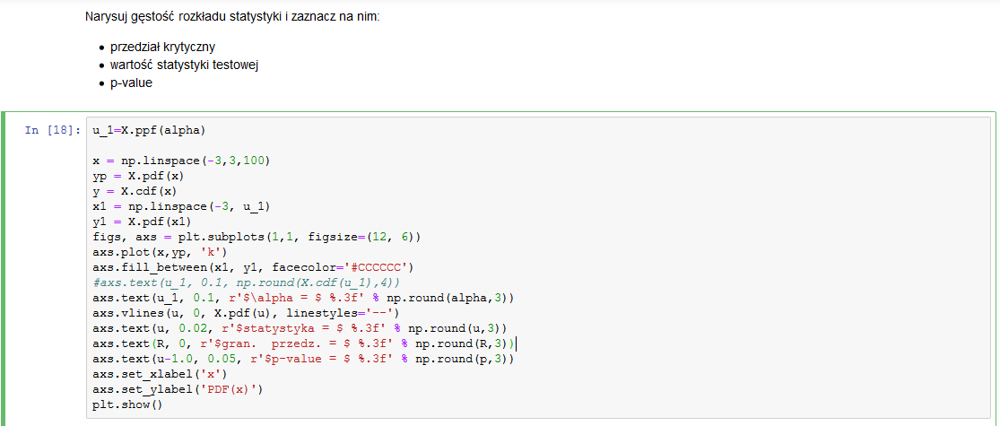 Narysuj gęstość rozkładu statystyki i zaznacz na nim:
• przedział krytyczny
• wartość statystyki testowej
• p-value
In [18]: u_1=X.ppf(alpha)
x = np.linspace(-3,3,100)
yp = X.pdf(x)
y = X.cdf(x)
x1 = np.linspace(-3, u_1)
y1 = X.pdf(x1)
figs, axs = plt.subplots(1,1, figsize=(12, 6))
axs.plot(x,yp, 'k')
axs.fill_between(x1, y1, facecolor='#CCCCCC')
#axs.text(u_1, 0.1, np.round(X.cdf(u_1),4))
axs.text(u_1, 0.1, r'$\alpha = $ %.3f' % np.round(alpha,3))
axs.vlines(u, 0, X.pdf(u), linestyles='--')
axs.text(u, 0.02, r'$statystyka = $ %.3f' % np.round(u,3))
axs.text(R, 0, r'$gran.  przedz. = $ %.3f' % np.round(R,3))
axs.text(u-1.0, 0.05, r'$p-value = $ %.3f' % np.round(p,3))
axs.set_xlabel('x')
axs.set_ylabel('PDF(x)')
plt.show()